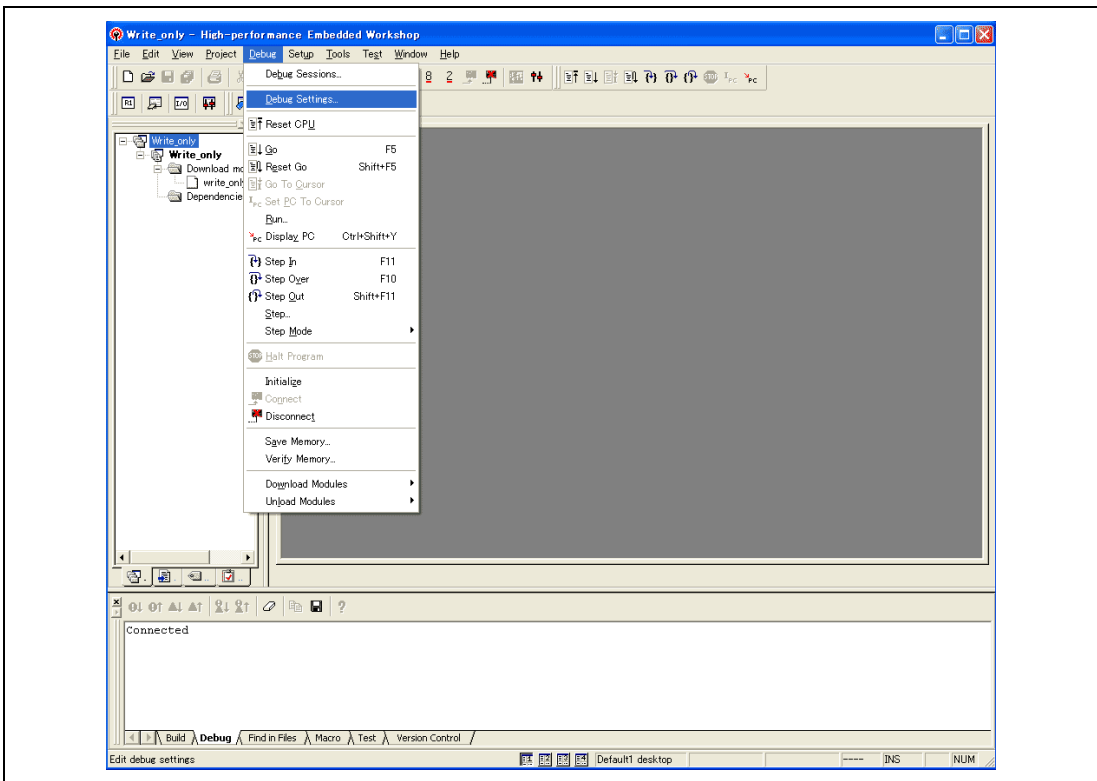 Write_only - High-performance Embedded Workshop
File Edit View Project Debug Setup Tools Test Window Help
Debug Sessions...
Debug Settings...
Reset CPU
Go F5
Reset Go Shift+F5
Go To Cursor
Set PC To Cursor
Run...
Display PC Ctrl+Shift+Y
Step In F11
Step Over F10
Step Out Shift+F11
Step...
Step Mode
Halt Program
Initialize
Connect
Disconnect
Save Memory...
Verify Memory...
Download Modules
Unload Modules
Write_only
Write_only
Download mo
write_onl
Dependencie
Connected
Build Debug Find in Files Macro Test Version Control
Edit debug settings Default1 desktop ---- INS NUM